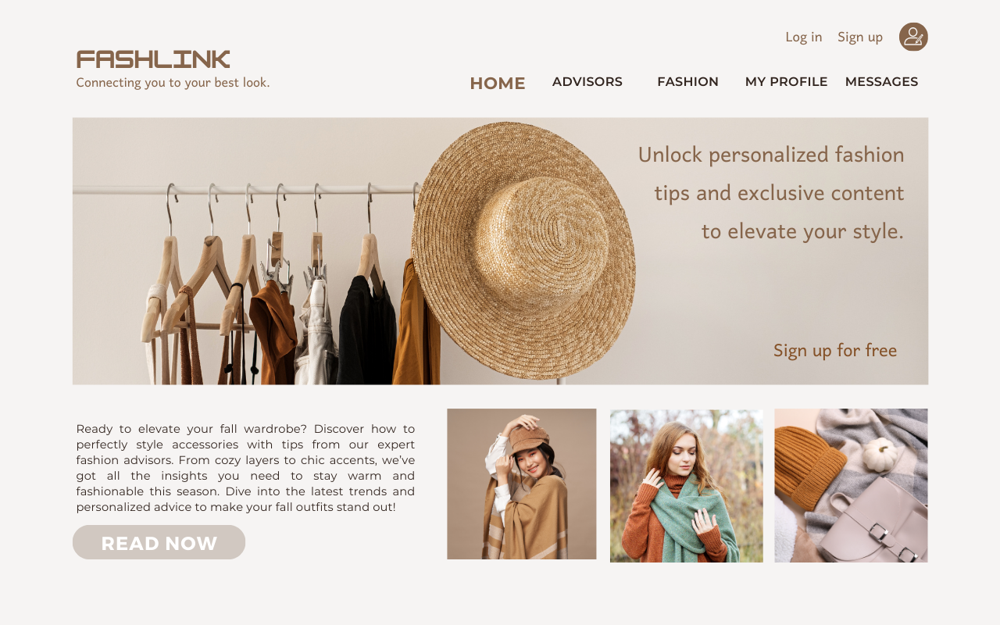 Log in Sign up
FASHLINK
Connecting you to your best look.
HOME ADVISORS FASHION MY PROFILE MESSAGES
Unlock personalized fashion
tips and exclusive content
to elevate your style.
Sign up for free
Ready to elevate your fall wardrobe? Discover how to
perfectly style accessories with tips from our expert
fashion advisors. From cozy layers to chic accents, we’ve
got all the insights you need to stay warm and
fashionable this season. Dive into the latest trends and
personalized advice to make your fall outfits stand out!
READ NOW